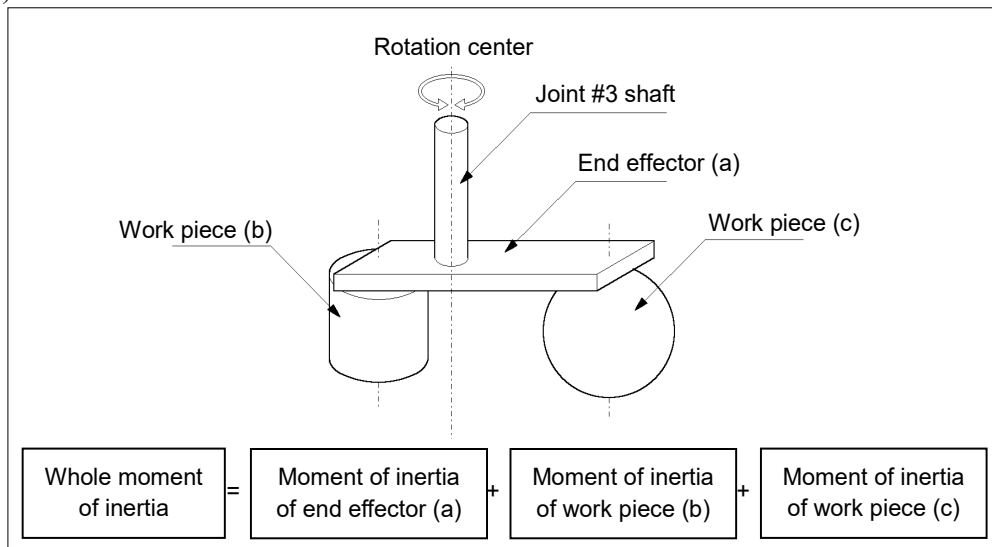 )
Rotation center
Joint #3 shaft
End effector (a)
Work piece (b)
Work piece (c)
Whole moment
of inertia
=
Moment of inertia
of end effector (a)
+
Moment of inertia
of work piece (b)
+
Moment of inertia
of work piece (c)